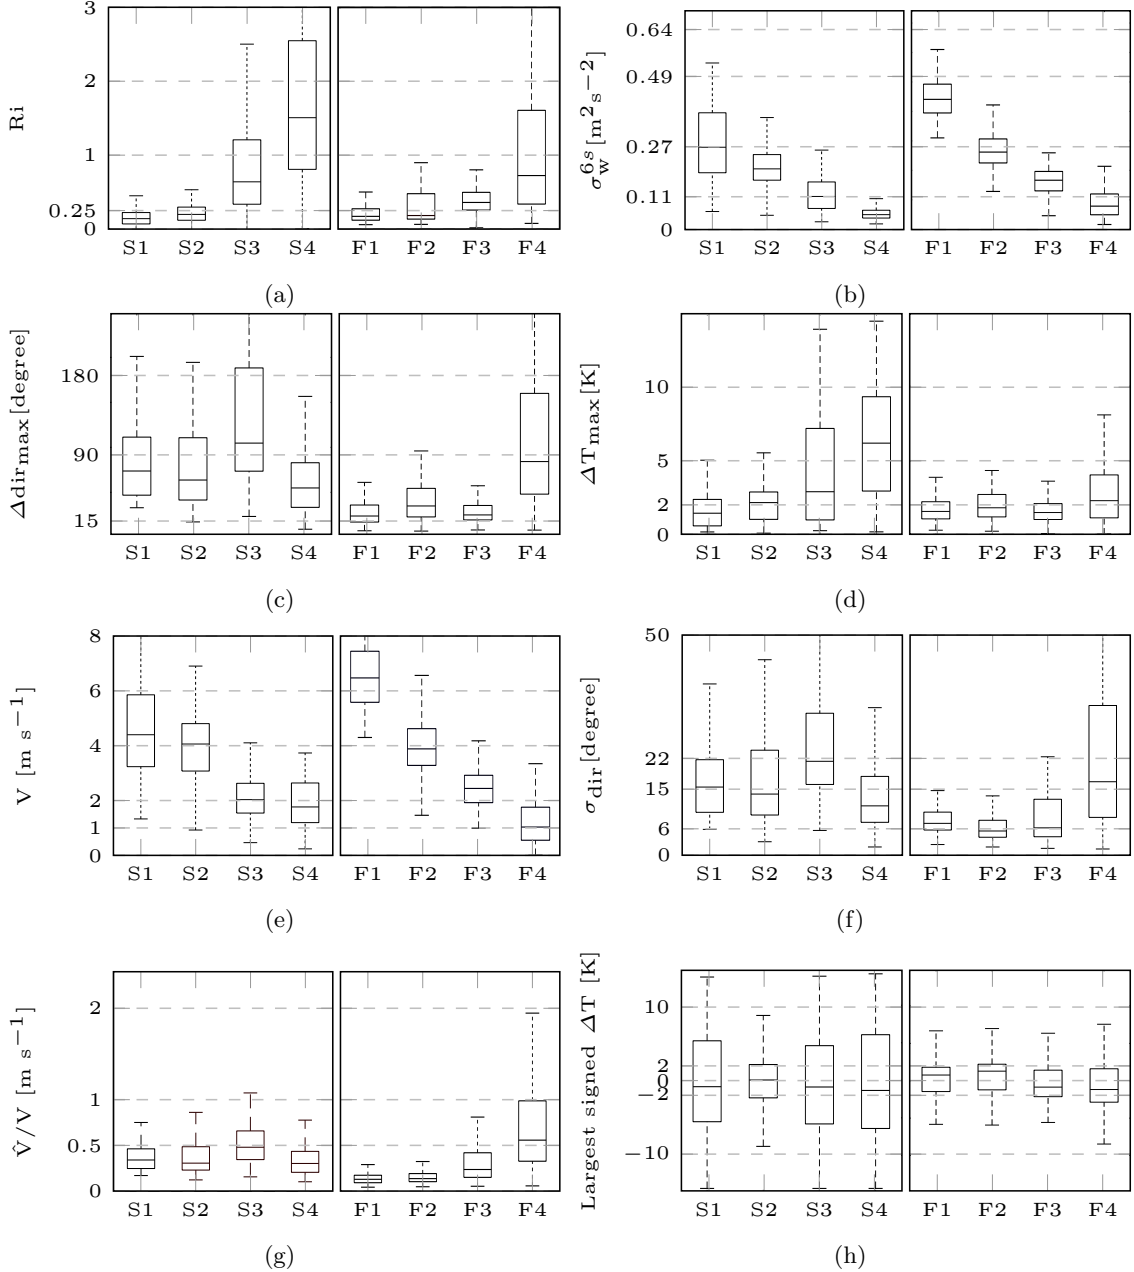 3
2
1
0.25
0
Ri
S1 S2 S3 S4 F1 F2 F3 F4
(a)
0.64
0.49
0.27
0.11
0
σ_w^6s [m²s−2]
S1 S2 S3 S4 F1 F2 F3 F4
(b)
180
90
15
Δdir_max [degree]
S1 S2 S3 S4 F1 F2 F3 F4
(c)
10
5
2
0
ΔT_max [K]
S1 S2 S3 S4 F1 F2 F3 F4
(d)
8
6
4
2
1
0
V [m s−1]
S1 S2 S3 S4 F1 F2 F3 F4
(e)
50
22
15
6
0
σ_dir [degree]
S1 S2 S3 S4 F1 F2 F3 F4
(f)
2
1
0.5
0
V̂/V [m s−1]
S1 S2 S3 S4 F1 F2 F3 F4
(g)
10
2
0
−2
−10
Largest signed ΔT [K]
S1 S2 S3 S4 F1 F2 F3 F4
(h)